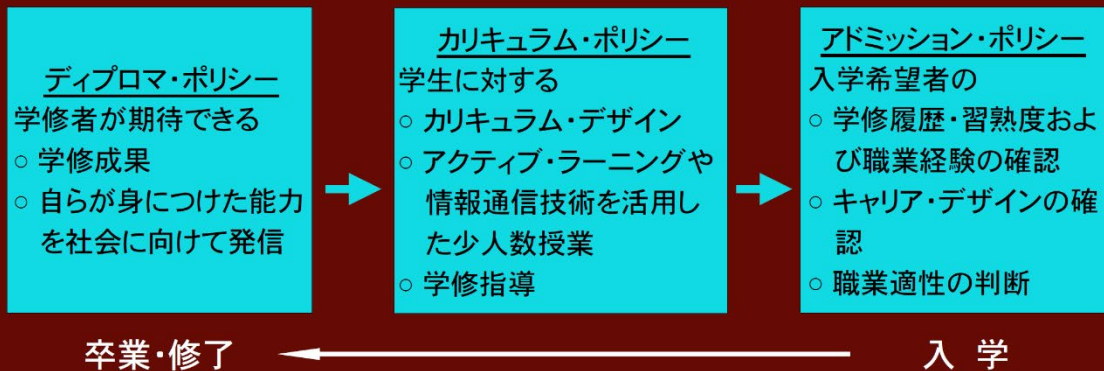 ディプロマ・ポリシー
学修者が期待できる
○ 学修成果
○ 自らが身につけた能力
を社会に向けて発信
カリキュラム・ポリシー
学生に対する
○ カリキュラム・デザイン
○ アクティブ・ラーニングや
情報通信技術を活用し
た少人数授業
○ 学修指導
アドミッション・ポリシー
入学希望者の
○ 学修履歴・習熟度およ
び職業経験の確認
○ キャリア・デザインの確
認
○ 職業適性の判断
卒業・修了
入 学